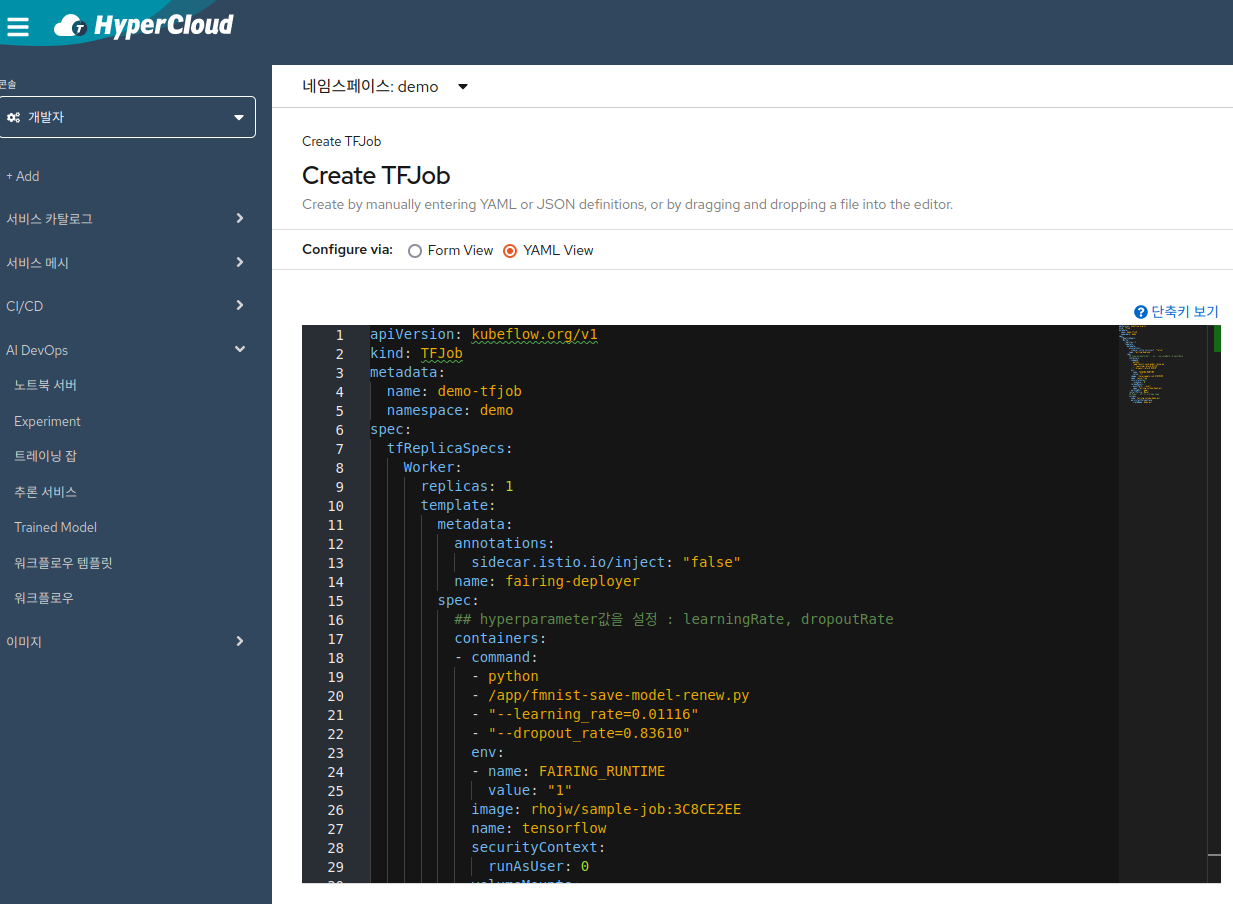 HyperCloud
콘솔
개발자
+ Add
서비스 카탈로그
서비스 메시
CI/CD
AI DevOps
노트북 서버
Experiment
트레이닝 잡
추론 서비스
Trained Model
워크플로우 템플릿
워크플로우
이미지
네임스페이스: demo
Create TFJob
Create TFJob
Create by manually entering YAML or JSON definitions, or by dragging and dropping a file into the editor.
Configure via: Form View YAML View
단축키 보기
1 apiVersion: kubeflow.org/v1
2 kind: TFJob
3 metadata:
4 name: demo-tfjob
5 namespace: demo
6 spec:
7 tfReplicaSpecs:
8 Worker:
9 replicas: 1
10 template:
11 metadata:
12 annotations:
13 sidecar.istio.io/inject: "false"
14 name: fairing-deployer
15 spec:
16 ## hyperparameter값을 설정 : learningRate, dropoutRate
17 containers:
18 - command:
19 - python
20 - /app/fmnist-save-model-renew.py
21 - "--learning_rate=0.01116"
22 - "--dropout_rate=0.83610"
23 env:
24 - name: FAIRING_RUNTIME
25 value: "1"
26 image: rhojw/sample-job:3C8CE2EE
27 name: tensorflow
28 securityContext:
29 runAsUser: 0